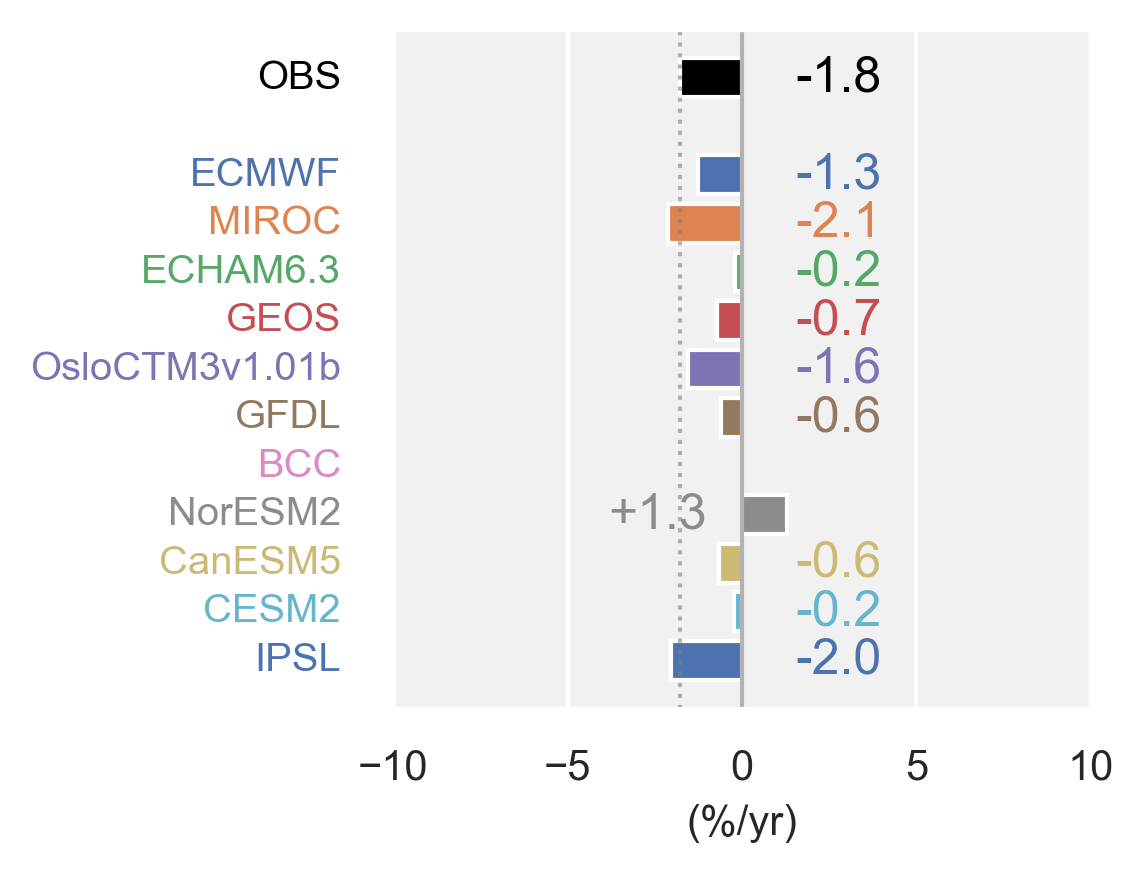 OBS -1.8
ECMWF -1.3
MIROC -2.1
ECHAM6.3 -0.2
GEOS -0.7
OsloCTM3v1.01b -1.6
GFDL -0.6
BCC
NorESM2 +1.3
CanESM5 -0.6
CESM2 -0.2
IPSL -2.0
−10 −5 0 5 10
(%/yr)